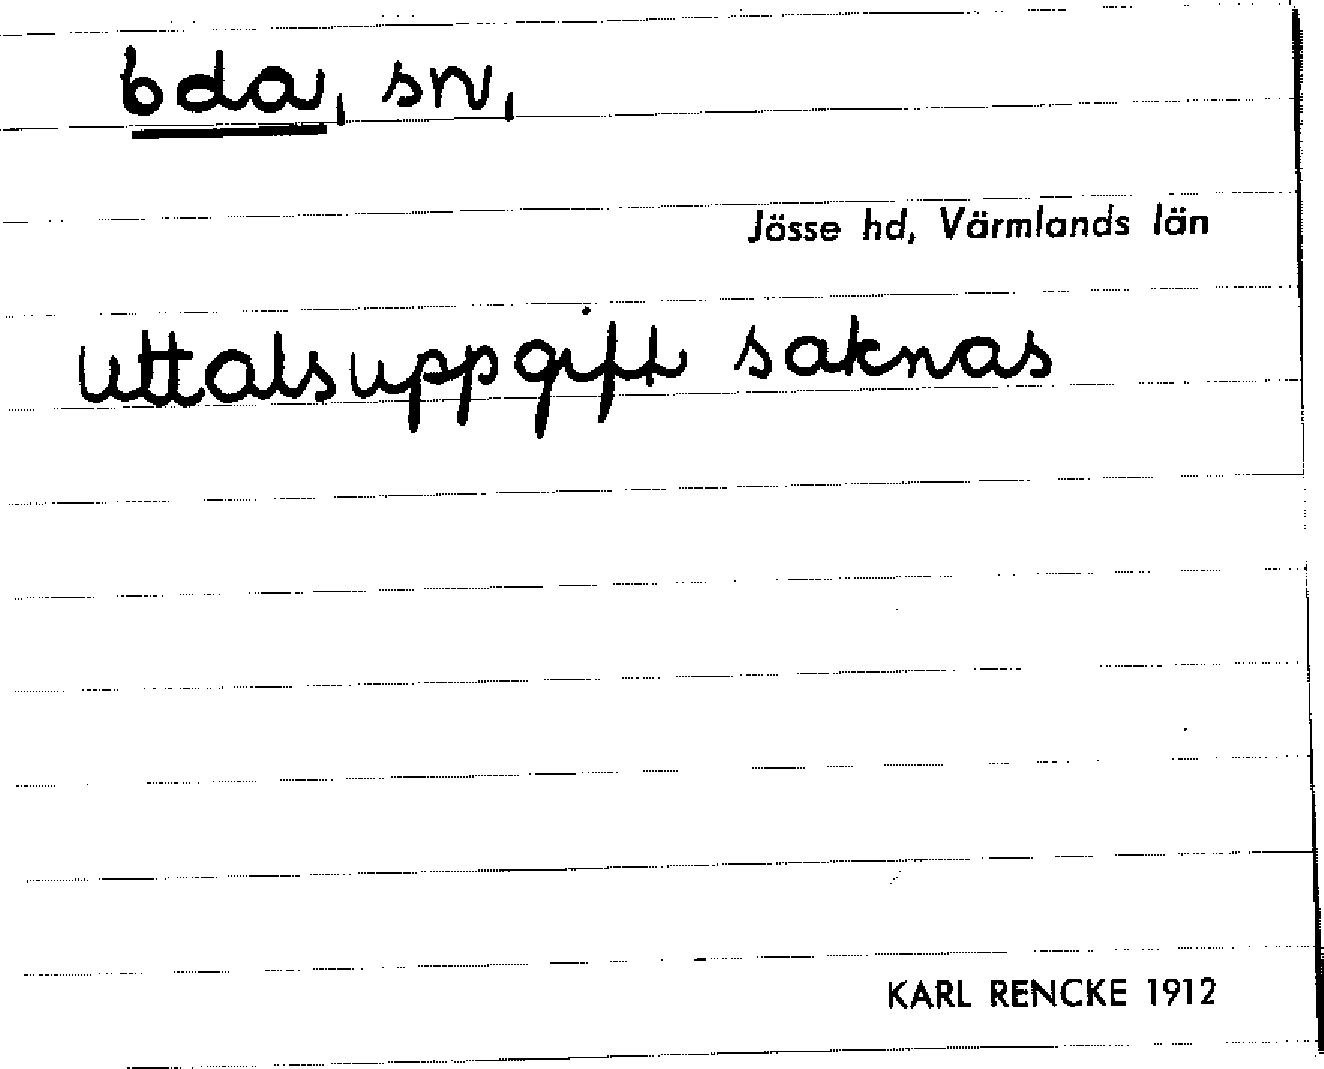 Eda, sn,
Jösse hd, Värmlands län
uttalsuppgift saknas
KARL RENCKE 1912